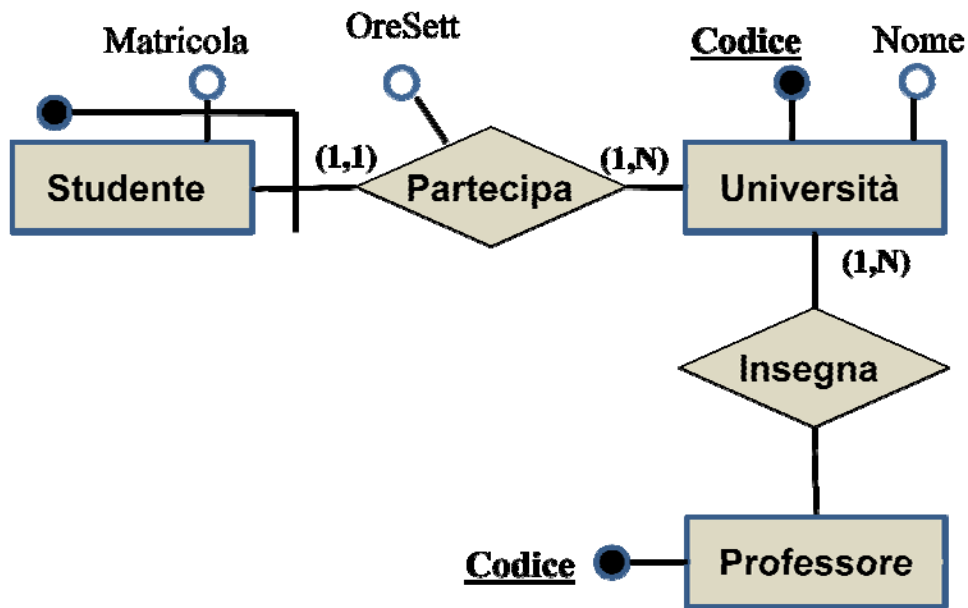 Matricola
OreSett
Codice
Nome
Studente
(1,1)
Partecipa
(1,N)
Università
(1,N)
Insegna
Codice
Professore